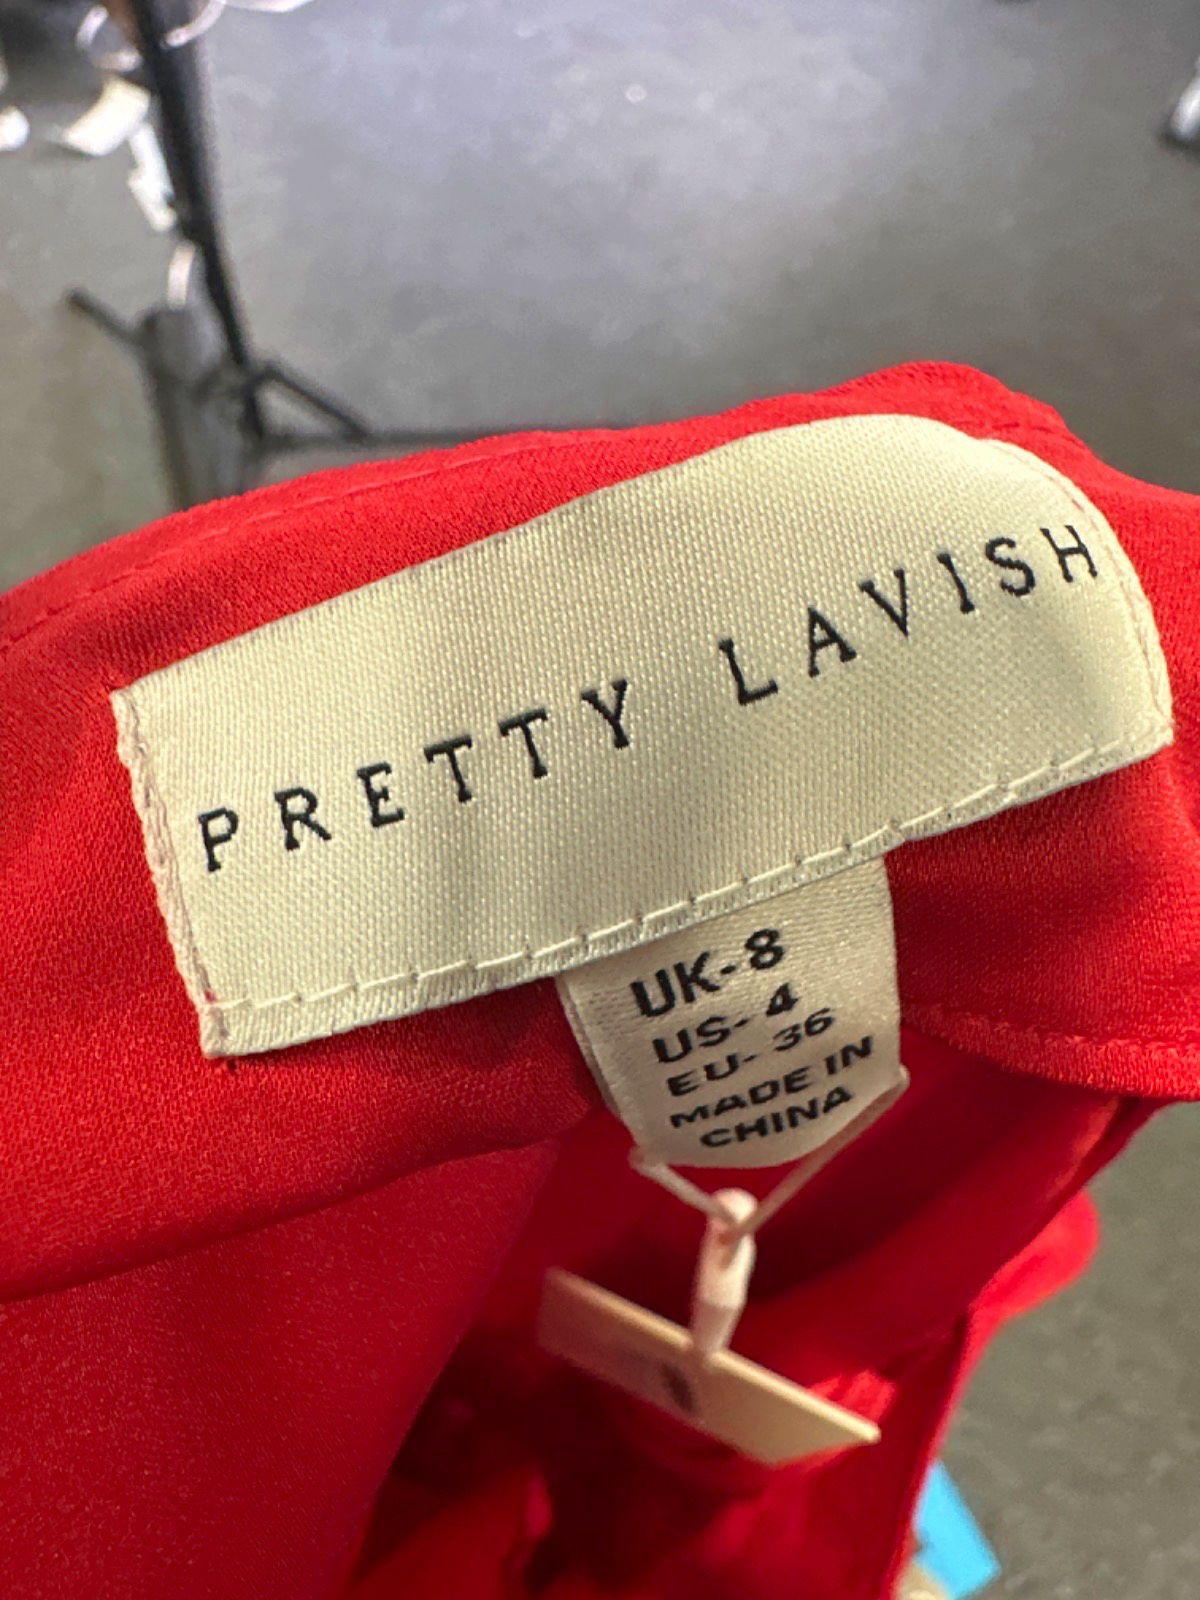 PRETTY LAVISH
UK-8
US-4
EU-36
MADE IN
CHINA